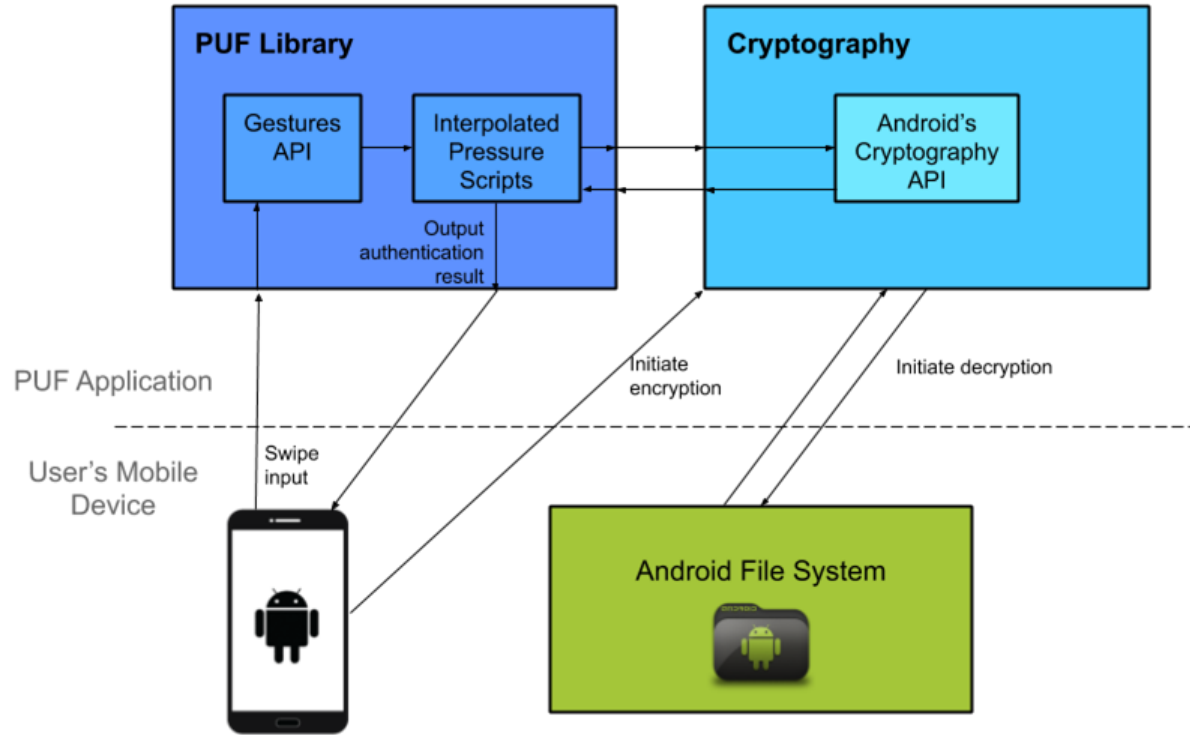 PUF Library
Cryptography
Gestures
API
Interpolated
Pressure
Scripts
Android's
Cryptography
API
Output
authentication
result
PUF Application
Initiate
encryption
Initiate decryption
User's Mobile
Device
Swipe
input
Android File System
ANDROID